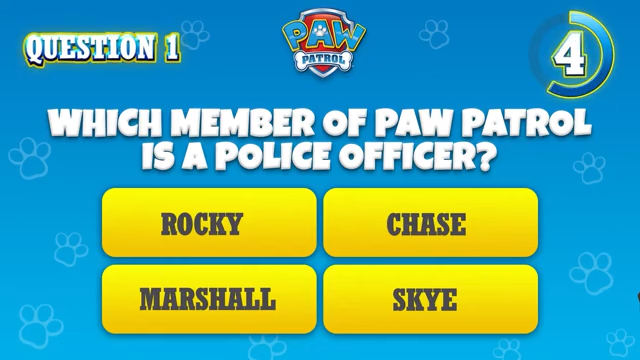 QUESTION 1
PAW
PATROL
4
WHICH MEMBER OF PAW PATROL
IS A POLICE OFFICER?
ROCKY
CHASE
MARSHALL
SKYE